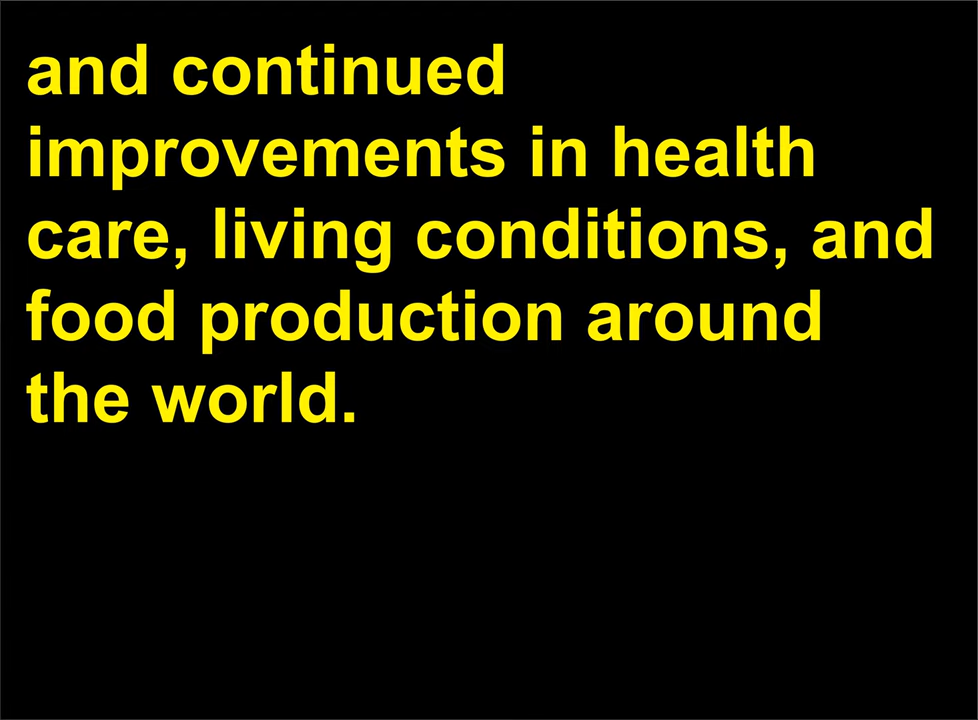 and continued
improvements in health
care, living conditions, and
food production around
the world.